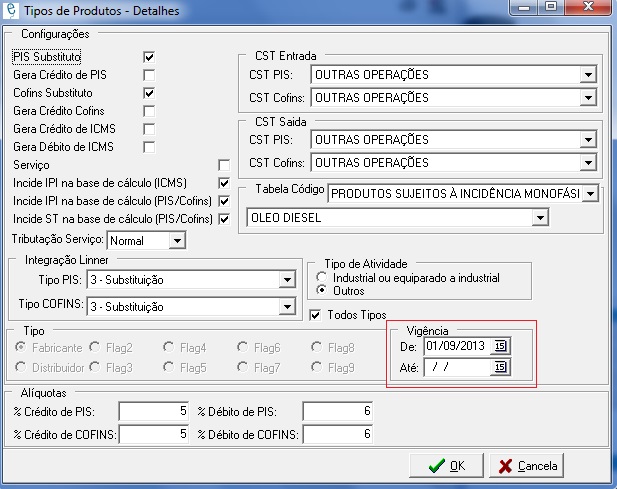 Tipos de Produtos - Detalhes
Configurações
PIS Substituto
Gera Crédito de PIS
Cofins Substituto
Gera Crédito Cofins
Gera Crédito de ICMS
Gera Débito de ICMS
Serviço
Incide IPI na base de cálculo (ICMS)
Incide IPI na base de cálculo (PIS/Cofins)
Incide ST na base de cálculo (PIS/Cofins)
Tributação Serviço: Normal
CST Entrada
CST PIS: OUTRAS OPERAÇÕES
CST Cofins: OUTRAS OPERAÇÕES
CST Saida
CST PIS: OUTRAS OPERAÇÕES
CST Cofins: OUTRAS OPERAÇÕES
Tabela Código PRODUTOS SUJEITOS À INCIDÊNCIA MONOFÁSI
OLEO DIESEL
Integração Linner
Tipo PIS: 3 - Substituição
Tipo COFINS: 3 - Substituição
Tipo de Atividade
Industrial ou equiparado a industrial
Outros
Todos Tipos
Tipo
Fabricante Flag2 Flag4 Flag6 Flag8
Distribuidor Flag3 Flag5 Flag7 Flag9
Vigência
De: 01/09/2013 15
Até: / / 15
Alíquotas
% Crédito de PIS: 5 % Débito de PIS: 6
% Crédito de COFINS: 5 % Débito de COFINS: 6
OK Cancela